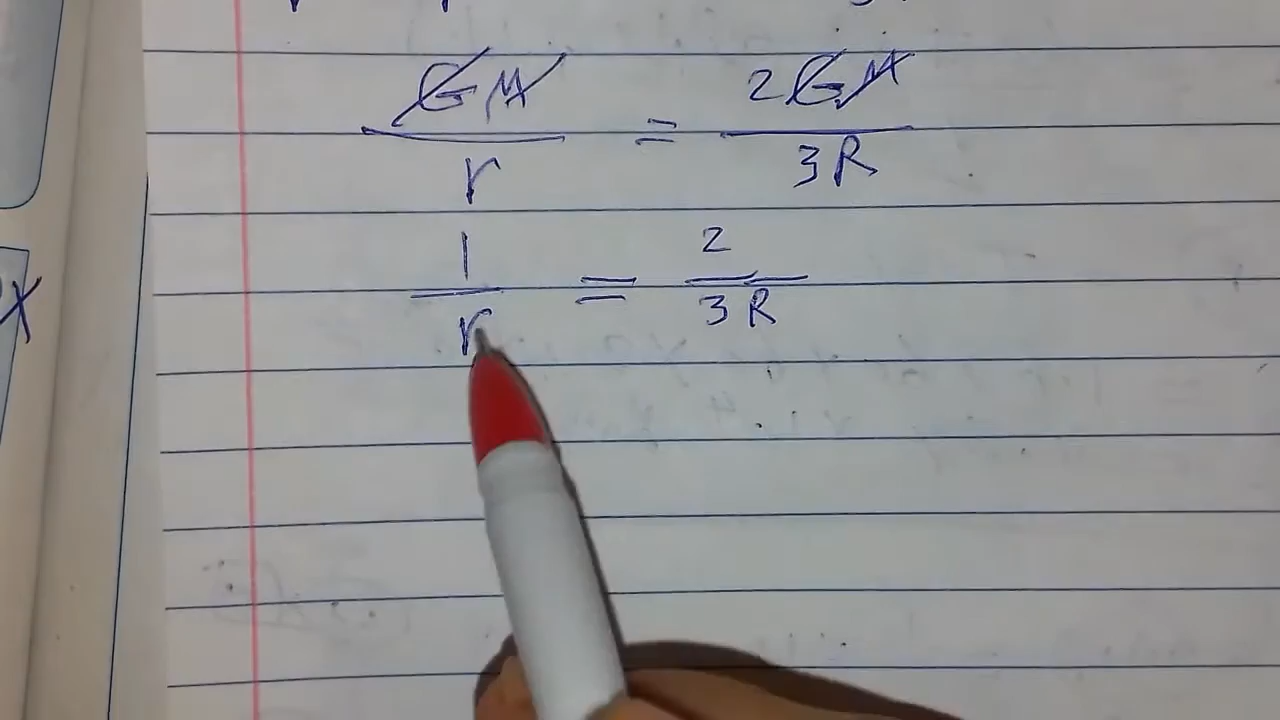 GM/r = 2GM/3R
1/r = 2/3R
x